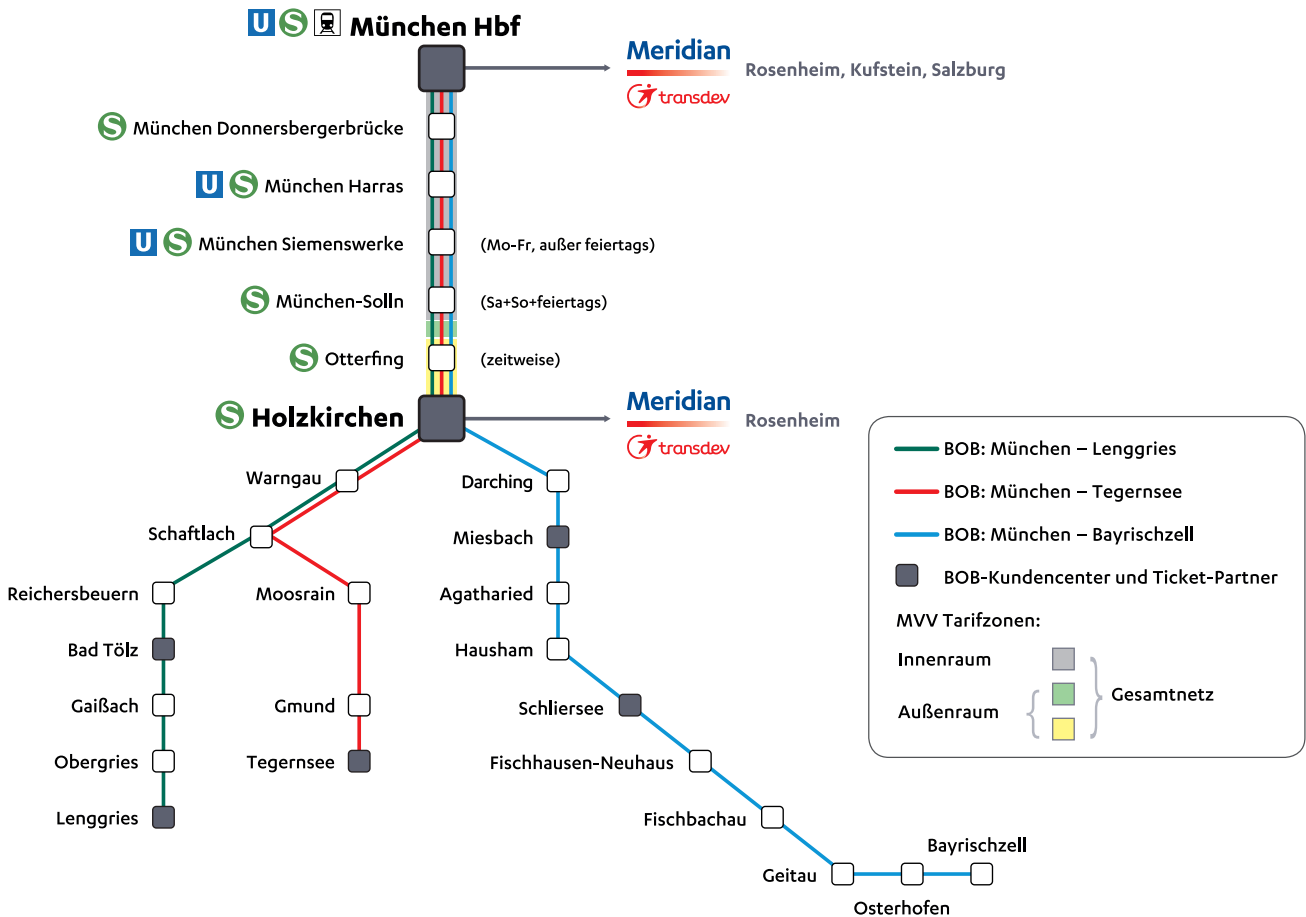 U S München Hbf
Meridian
transdev
Rosenheim, Kufstein, Salzburg
S München Donnersbergerbrücke
U S München Harras
U S München Siemenswerke (Mo-Fr, außer feiertags)
S München-Solln (Sa+So+feiertags)
S Otterfing (zeitweise)
S Holzkirchen
Meridian
transdev
Rosenheim
Warngau
Schaftlach
Reichersbeuern
Bad Tölz
Gaißach
Obergries
Lenggries
Moosrain
Gmund
Tegernsee
Darching
Miesbach
Agatharied
Hausham
Schliersee
Fischhausen-Neuhaus
Fischbachau
Geitau
Osterhofen
Bayrischzell
BOB: München – Lenggries
BOB: München – Tegernsee
BOB: München – Bayrischzell
BOB-Kundencenter und Ticket-Partner
MVV Tarifzonen:
Innenraum
Außenraum
Gesamtnetz